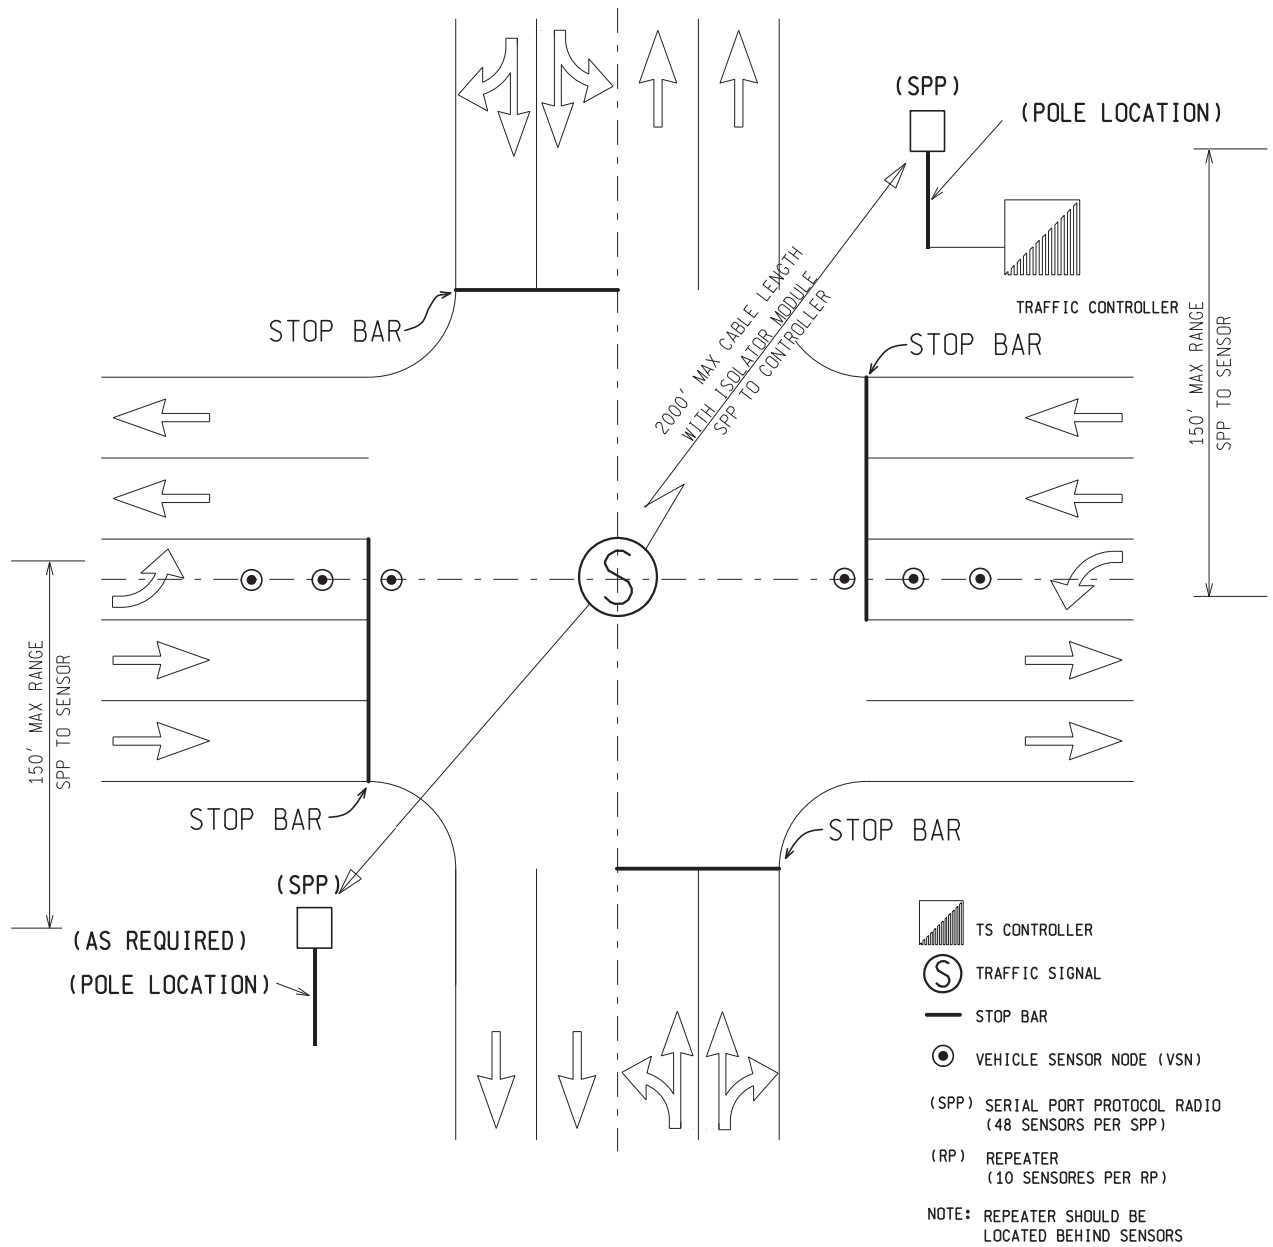 (SPP)
(POLE LOCATION)
TRAFFIC CONTROLLER
150' MAX RANGE
SPP TO SENSOR
2000' MAX CABLE LENGTH
WITH ISOLATOR MODULE
SPP TO CONTROLLER
STOP BAR
STOP BAR
S
150' MAX RANGE
SPP TO SENSOR
STOP BAR
STOP BAR
(SPP)
(AS REQUIRED)
(POLE LOCATION)
TS CONTROLLER
S TRAFFIC SIGNAL
STOP BAR
VEHICLE SENSOR NODE (VSN)
(SPP) SERIAL PORT PROTOCOL RADIO
(48 SENSORS PER SPP)
(RP) REPEATER
(10 SENSORES PER RP)
NOTE: REPEATER SHOULD BE
LOCATED BEHIND SENSORS